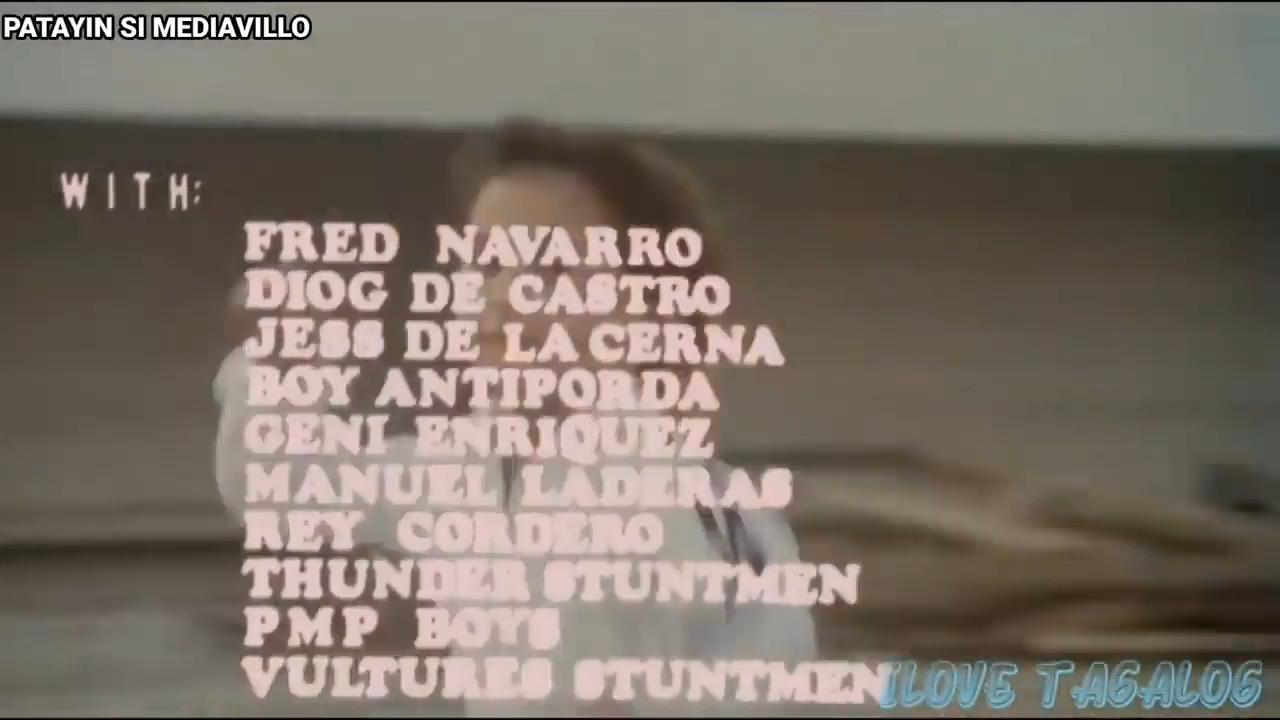 PATAYIN SI MEDIAVILLO
WITH:
FRED NAVARRO
DIOG DE CASTRO
JESS DE LA CERNA
BOY ANTIPORDA
GENI ENRIQUEZ
MANUEL LADERAS
REY CORDERO
THUNDER STUNTMEN
PMP BOYS
VULTURES STUNTMEN
ILOVE TAGALOG